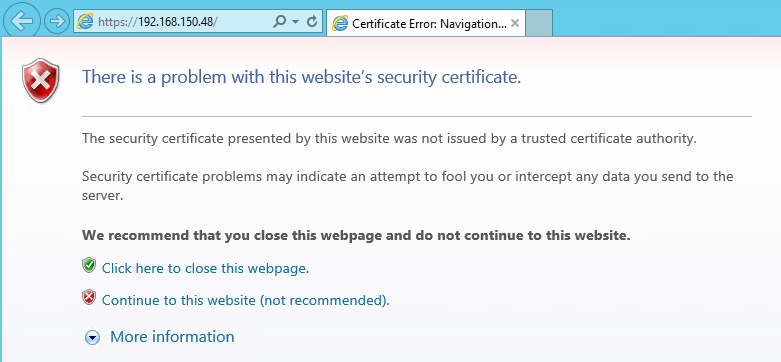 https://192.168.150.48/
Certificate Error: Navigation...
There is a problem with this website's security certificate.
The security certificate presented by this website was not issued by a trusted certificate authority.
Security certificate problems may indicate an attempt to fool you or intercept any data you send to the
server.
We recommend that you close this webpage and do not continue to this website.
Click here to close this webpage.
Continue to this website (not recommended).
More information